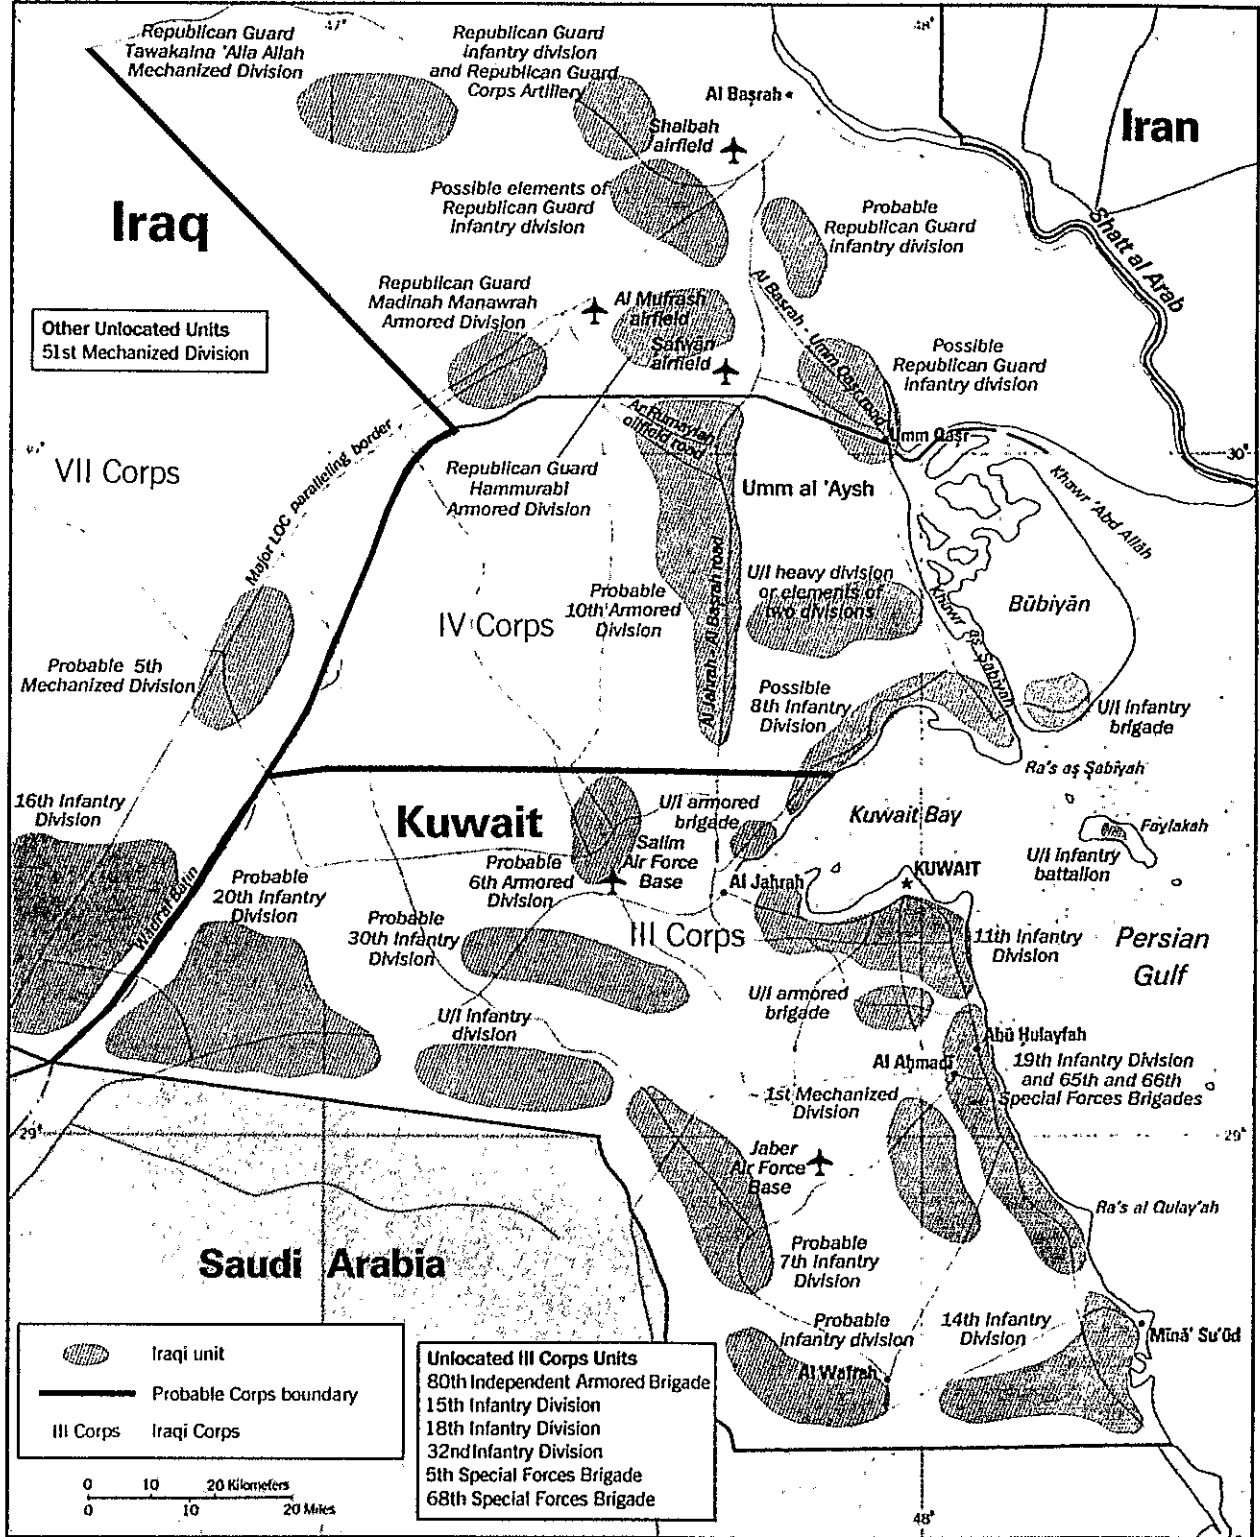 47°
48°
Republican Guard
Tawakalna 'Alla Allah
Mechanized Division
Republican Guard
infantry division
and Republican Guard
Corps Artillery
Al Baṣrah
Iran
Shaibah
airfield
Iraq
Possible elements of
Republican Guard
infantry division
Probable
Republican Guard
infantry division
Shatt al Arab
Republican Guard
Madinah Manawrah
Armored Division
Al Mufrash
airfield
Safwan
airfield
Al Basrah - Umm Qasr road
Possible
Republican Guard
infantry division
Other Unlocated Units
51st Mechanized Division
Ar Rumaylah
oilfield road
Umm Qaṣr
30°
VII Corps
Major LOC paralleling border
Republican Guard
Hammurabi
Armored Division
Umm al 'Aysh
Khawr 'Abd Allāh
Al Jahrah - Al Baṣrah road
U/I heavy division
or elements of
two divisions
Būbiyān
Khawr aṣ Ṣabīyah
IV Corps
Probable
10th Armored
Division
Probable 5th
Mechanized Division
Possible
8th Infantry
Division
U/I infantry
brigade
Ra's aṣ Ṣabīyah
16th Infantry
Division
Kuwait
U/I armored
brigade
Kuwait Bay
Faylakah
U/I infantry
battalion
Salim
Air Force
Base
Probable
6th Armored
Division
Al Jahrah
KUWAIT
Wadi al Batin
Probable
20th Infantry
Division
Probable
30th Infantry
Division
III Corps
11th Infantry
Division
Persian
Gulf
U/I armored
brigade
U/I infantry
division
Abū Ḥulayfah
Al Aḥmadī
19th Infantry Division
and 65th and 66th
Special Forces Brigades
1st Mechanized
Division
29°
29°
Jaber
Air Force
Base
Ra's al Qulay'ah
Saudi Arabia
Probable
7th Infantry
Division
Probable
infantry division
14th Infantry
Division
Mīnā' Su'ūd
Al Wafrah
Iraqi unit
Probable Corps boundary
III Corps Iraqi Corps
0 10 20 Kilometers
0 10 20 Miles
Unlocated III Corps Units
80th Independent Armored Brigade
15th Infantry Division
18th Infantry Division
32nd Infantry Division
5th Special Forces Brigade
68th Special Forces Brigade
48°